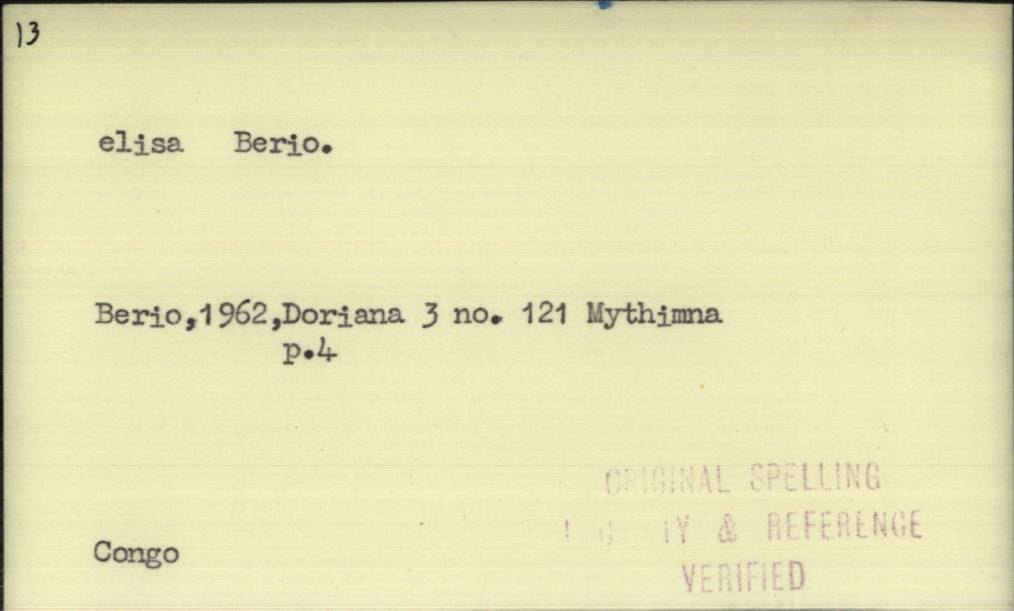 13
elisa Berio.
Berio,1962,Doriana 3 no. 121 Mythimna
p.4
ORIGINAL SPELLING
& REFERENCE
VERIFIED
Congo